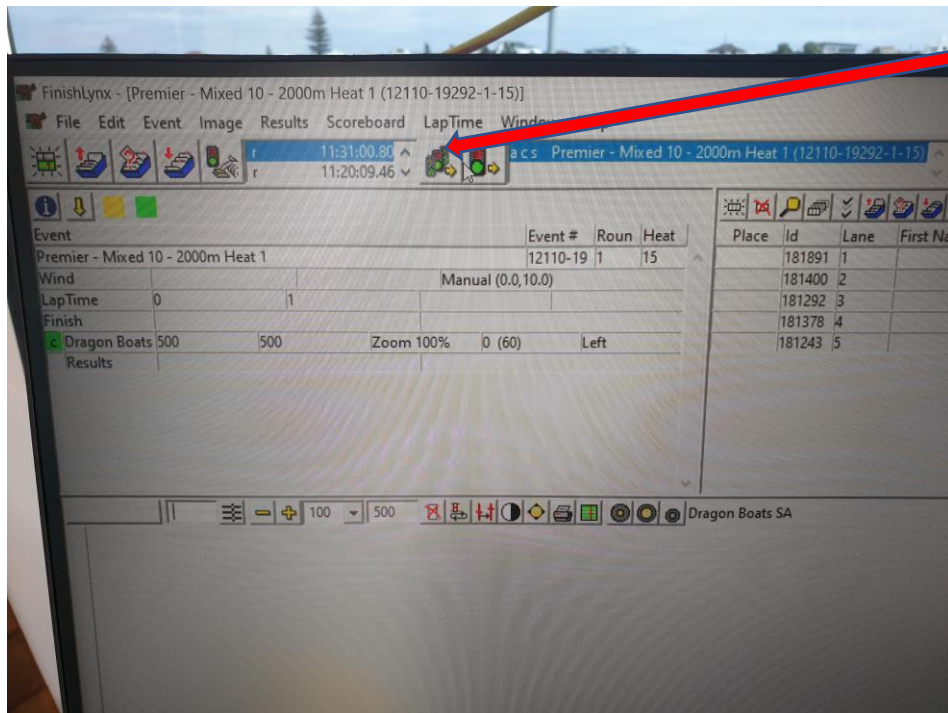 FinishLynx - [Premier - Mixed 10 - 2000m Heat 1 (12110-19292-1-15)]
File Edit Event Image Results Scoreboard LapTime
r 11:31:00.80
a c s Premier - Mixed 10 - 2000m Heat 1 (12110-19292-1-15)
r 11:20:09.46
Event Event # Roun Heat
Premier - Mixed 10 - 2000m Heat 1 12110-19 1 15
Wind Manual (0.0,10.0)
LapTime 0 1
Finish
c Dragon Boats 500 500 Zoom 100% 0 (60) Left
Results
Place Id Lane First Na
181891 1
181400 2
181292 3
181378 4
181243 5
100 500 Dragon Boats SA